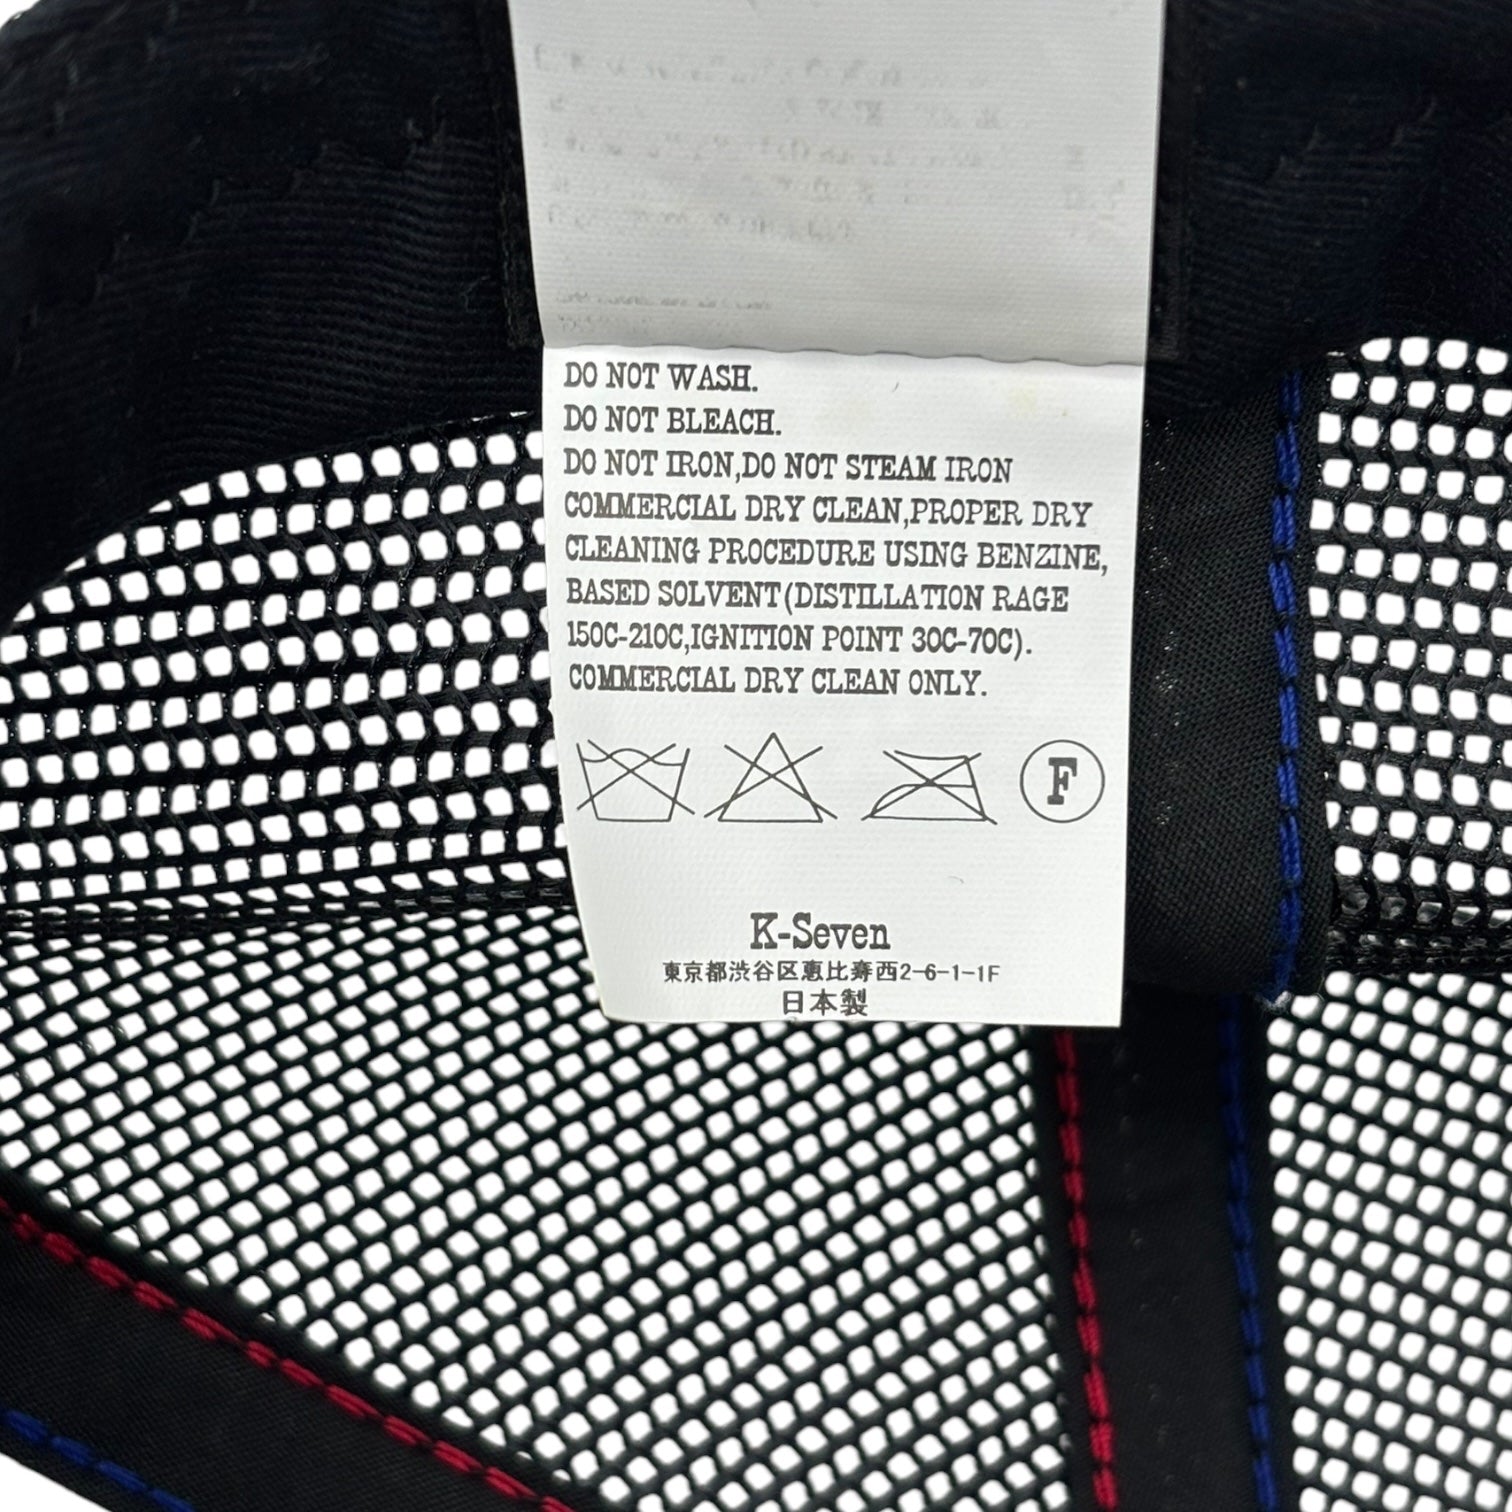 DO NOT WASH.
DO NOT BLEACH.
DO NOT IRON,DO NOT STEAM IRON
COMMERCIAL DRY CLEAN,PROPER DRY
CLEANING PROCEDURE USING BENZINE,
BASED SOLVENT(DISTILLATION RAGE
150C-210C,IGNITION POINT 30C-70C).
COMMERCIAL DRY CLEAN ONLY.
F
K-Seven
東京都渋谷区恵比寿西2-6-1-1F
日本製